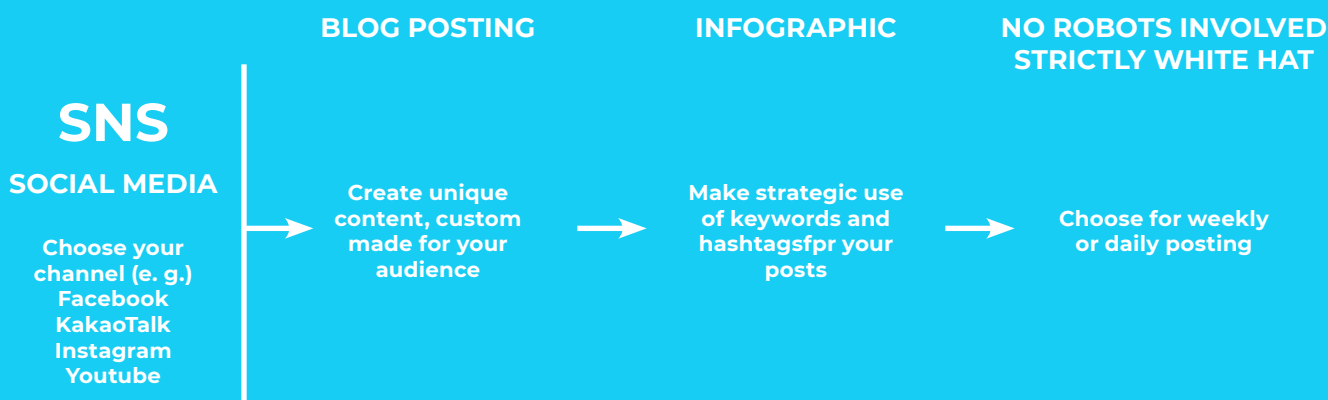 BLOG POSTING
INFOGRAPHIC
NO ROBOTS INVOLVED
STRICTLY WHITE HAT
SNS
SOCIAL MEDIA
Choose your
channel (e. g.)
Facebook
KakaoTalk
Instagram
Youtube
Create unique
content, custom
made for your
audience
Make strategic use
of keywords and
hashtagsfpr your
posts
Choose for weekly
or daily posting